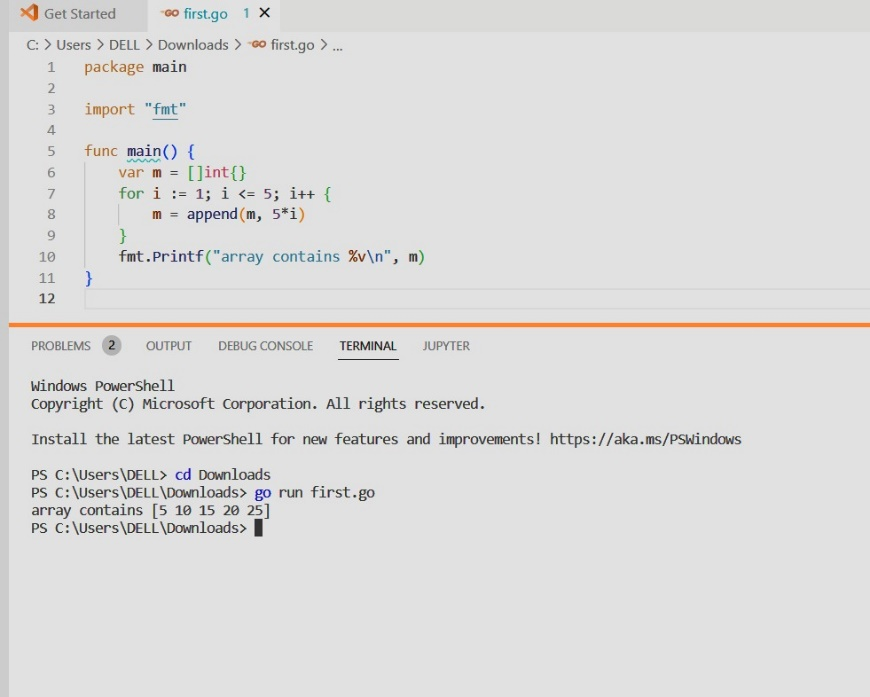 Get Started
first.go 1
C: > Users > DELL > Downloads > first.go > ...
1 package main
2
3 import "fmt"
4
5 func main() {
6 var m = []int{}
7 for i := 1; i <= 5; i++ {
8 m = append(m, 5*i)
9 }
10 fmt.Printf("array contains %v\n", m)
11 }
12
PROBLEMS 2 OUTPUT DEBUG CONSOLE TERMINAL JUPYTER
Windows PowerShell
Copyright (C) Microsoft Corporation. All rights reserved.
Install the latest PowerShell for new features and improvements! https://aka.ms/PSWindows
PS C:\Users\DELL> cd Downloads
PS C:\Users\DELL\Downloads> go run first.go
array contains [5 10 15 20 25]
PS C:\Users\DELL\Downloads>